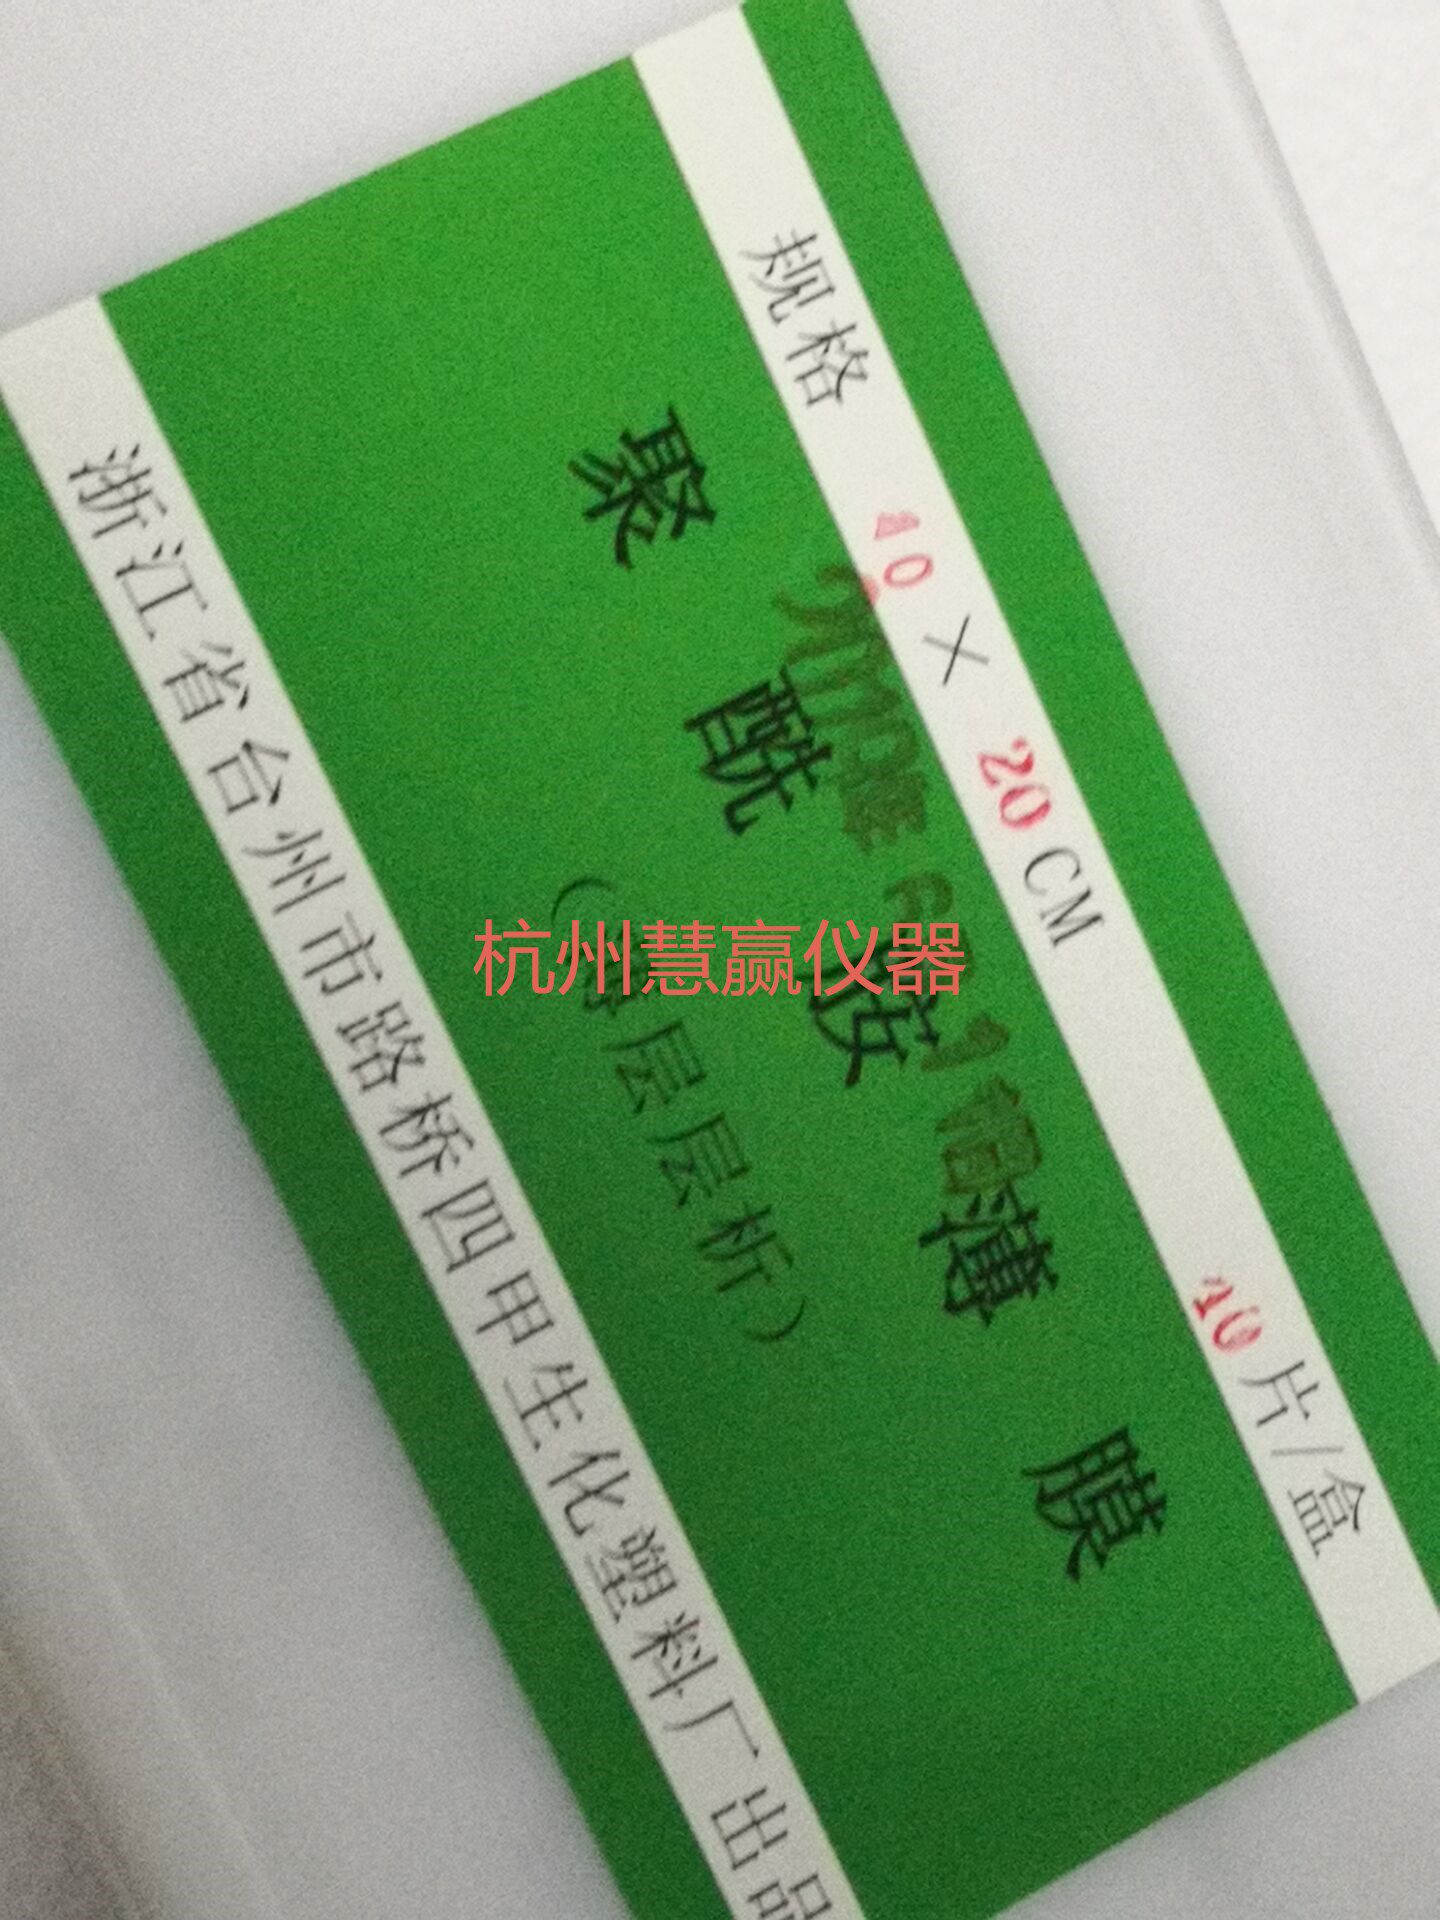 规格 10 × 20 CM 10 片/盒
聚酰胺薄膜
层层析）
浙江省台州市路桥四甲生化塑料厂出品
杭州慧赢仪器